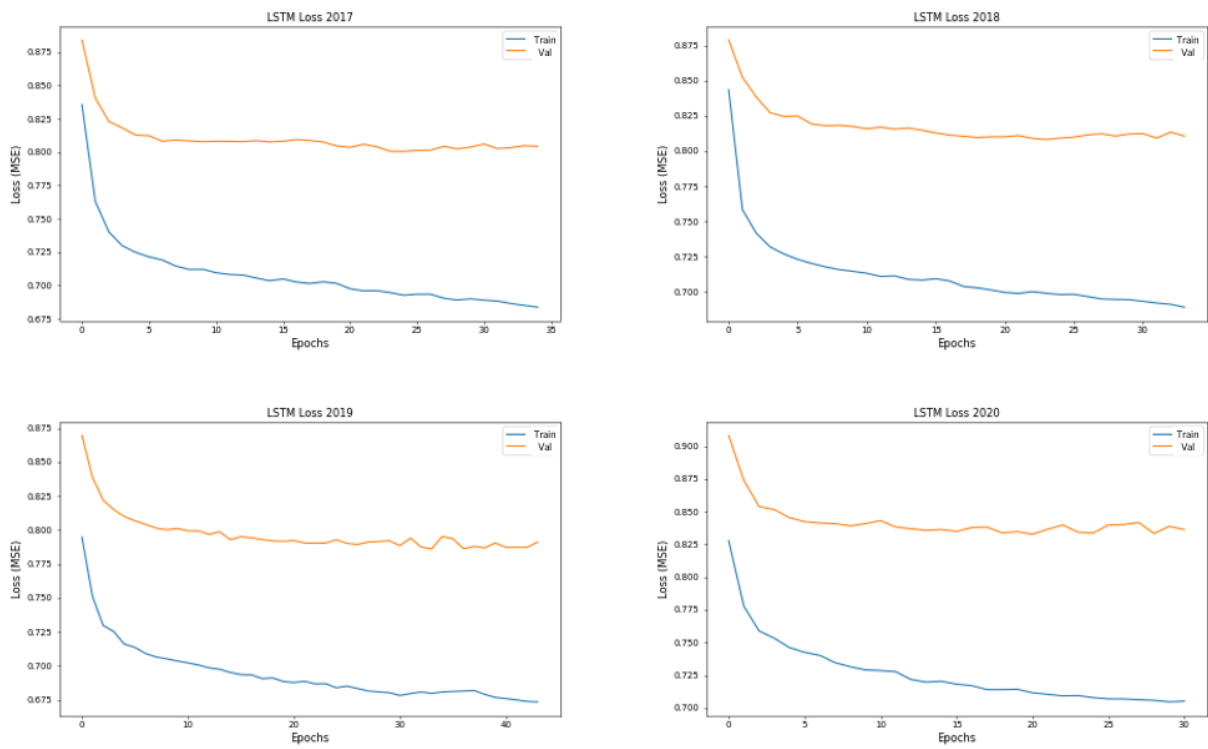 LSTM Loss 2017
Train
Val
0.875
0.850
0.825
0.800
0.775
0.750
0.725
0.700
0.675
Loss (MSE)
0 5 10 15 20 25 30 35
Epochs
LSTM Loss 2018
Train
Val
0.875
0.850
0.825
0.800
0.775
0.750
0.725
0.700
Loss (MSE)
0 5 10 15 20 25 30
Epochs
LSTM Loss 2019
Train
Val
0.875
0.850
0.825
0.800
0.775
0.750
0.725
0.700
0.675
Loss (MSE)
0 10 20 30 40
Epochs
LSTM Loss 2020
Train
Val
0.900
0.875
0.850
0.825
0.800
0.775
0.750
0.725
0.700
Loss (MSE)
0 5 10 15 20 25 30
Epochs